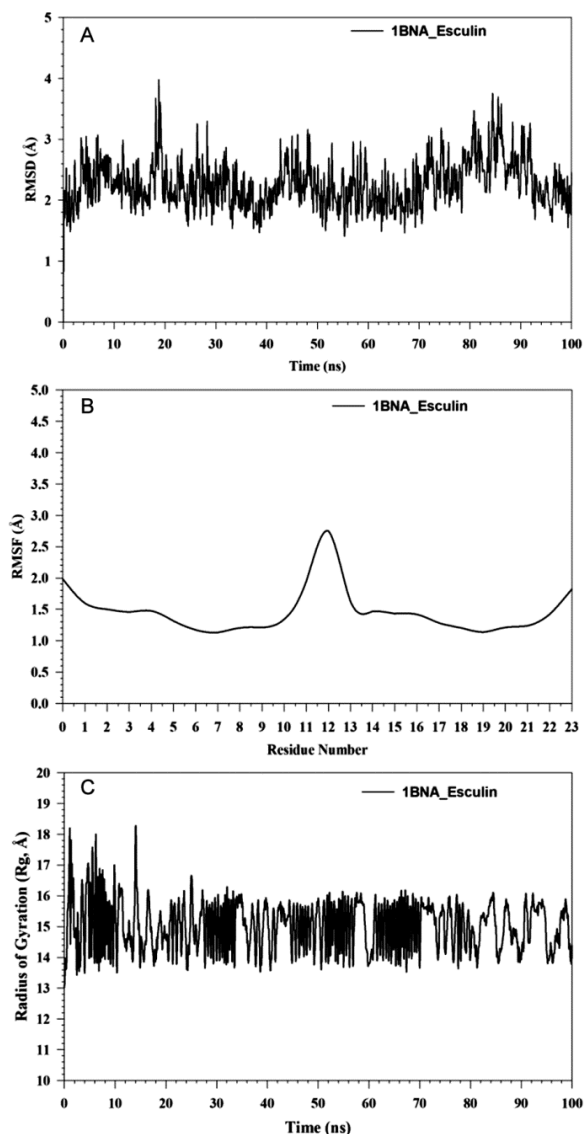 A
1BNA_Esculin
RMSD (Å)
5
4
3
2
1
0
0 10 20 30 40 50 60 70 80 90 100
Time (ns)
B
1BNA_Esculin
RMSF (Å)
5.0
4.5
4.0
3.5
3.0
2.5
2.0
1.5
1.0
0.5
0.0
0 1 2 3 4 5 6 7 8 9 10 11 12 13 14 15 16 17 18 19 20 21 22 23
Residue Number
C
1BNA_Esculin
Radius of Gyration (Rg, Å)
20
19
18
17
16
15
14
13
12
11
10
0 10 20 30 40 50 60 70 80 90 100
Time (ns)